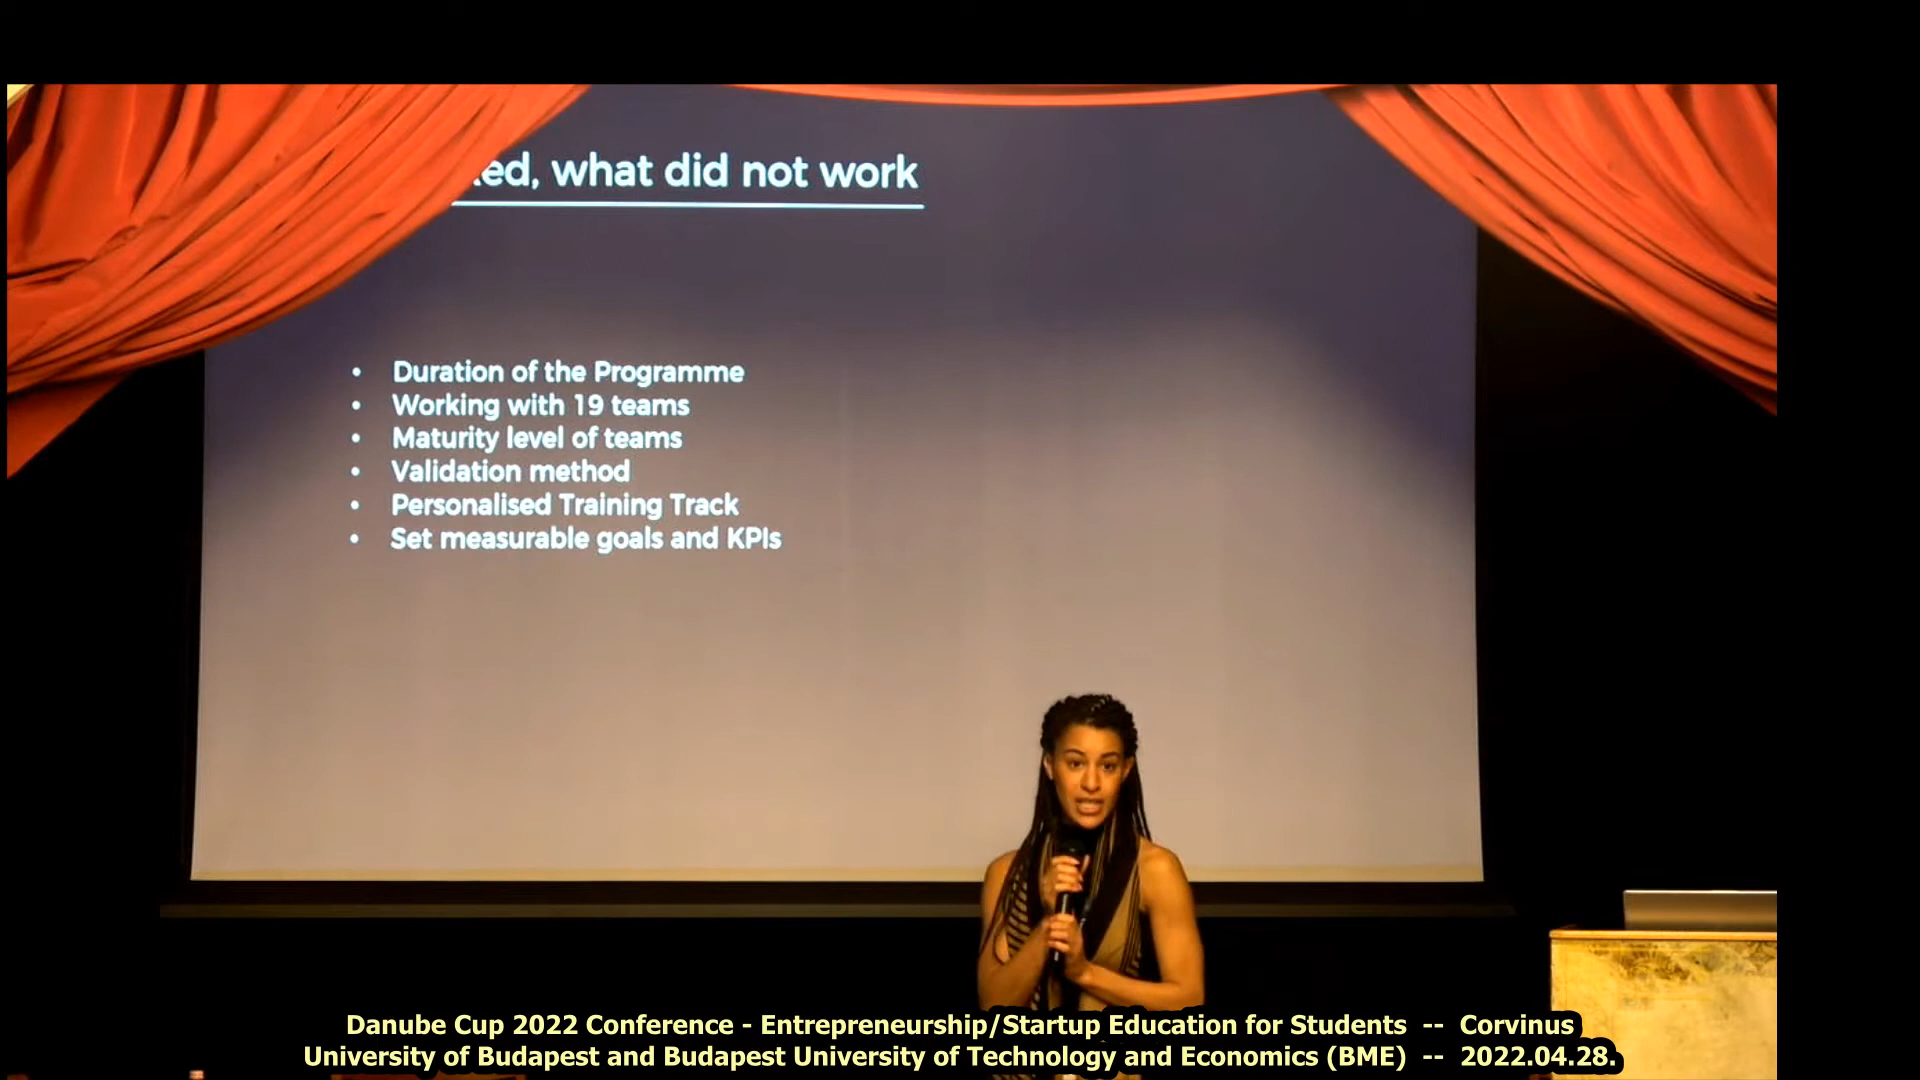 what did not work
• Duration of the Programme
• Working with 19 teams
• Maturity level of teams
• Validation method
• Personalised Training Track
• Set measurable goals and KPIs
Danube Cup 2022 Conference - Entrepreneurship/Startup Education for Students -- Corvinus
University of Budapest and Budapest University of Technology and Economics (BME) -- 2022.04.28.